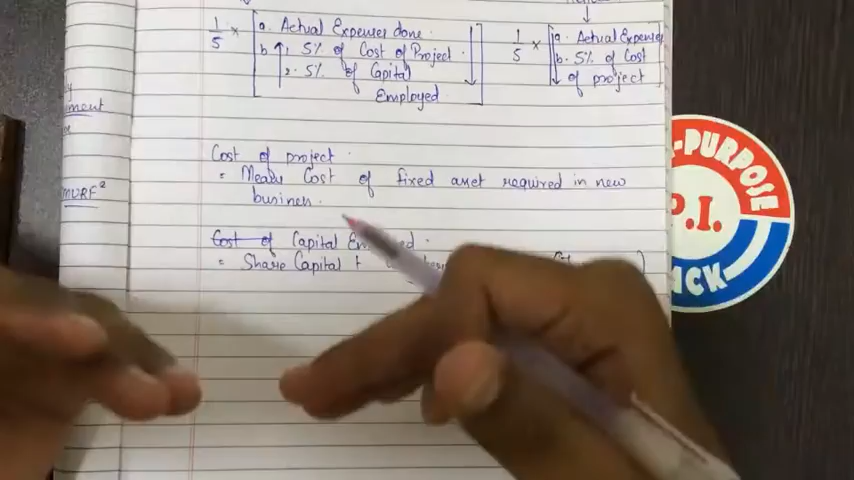 1/5 × [ a. Actual Expenses done.
b 1. 5% of Cost of Project.
2. 5% of Capital
Employed ]
1/5 × [ a. Actual Expenses
b. 5% of Cost
of project ]
ment
MURF²
Cost of project.
= Means Cost of fixed asset required in new
business.
Cost of Capital
= Share Capital +
-PURPOSE
P.I.
CK